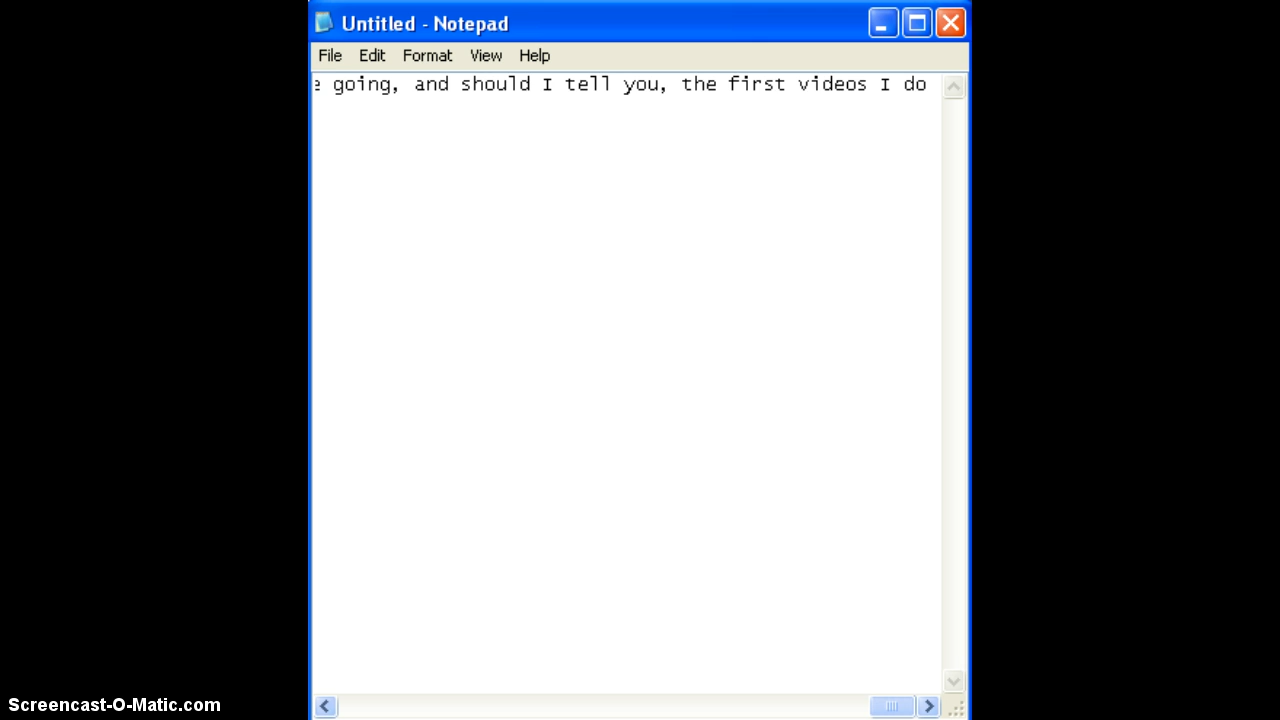 Untitled - Notepad
File Edit Format View Help
e going, and should I tell you, the first videos I do
Screencast-O-Matic.com